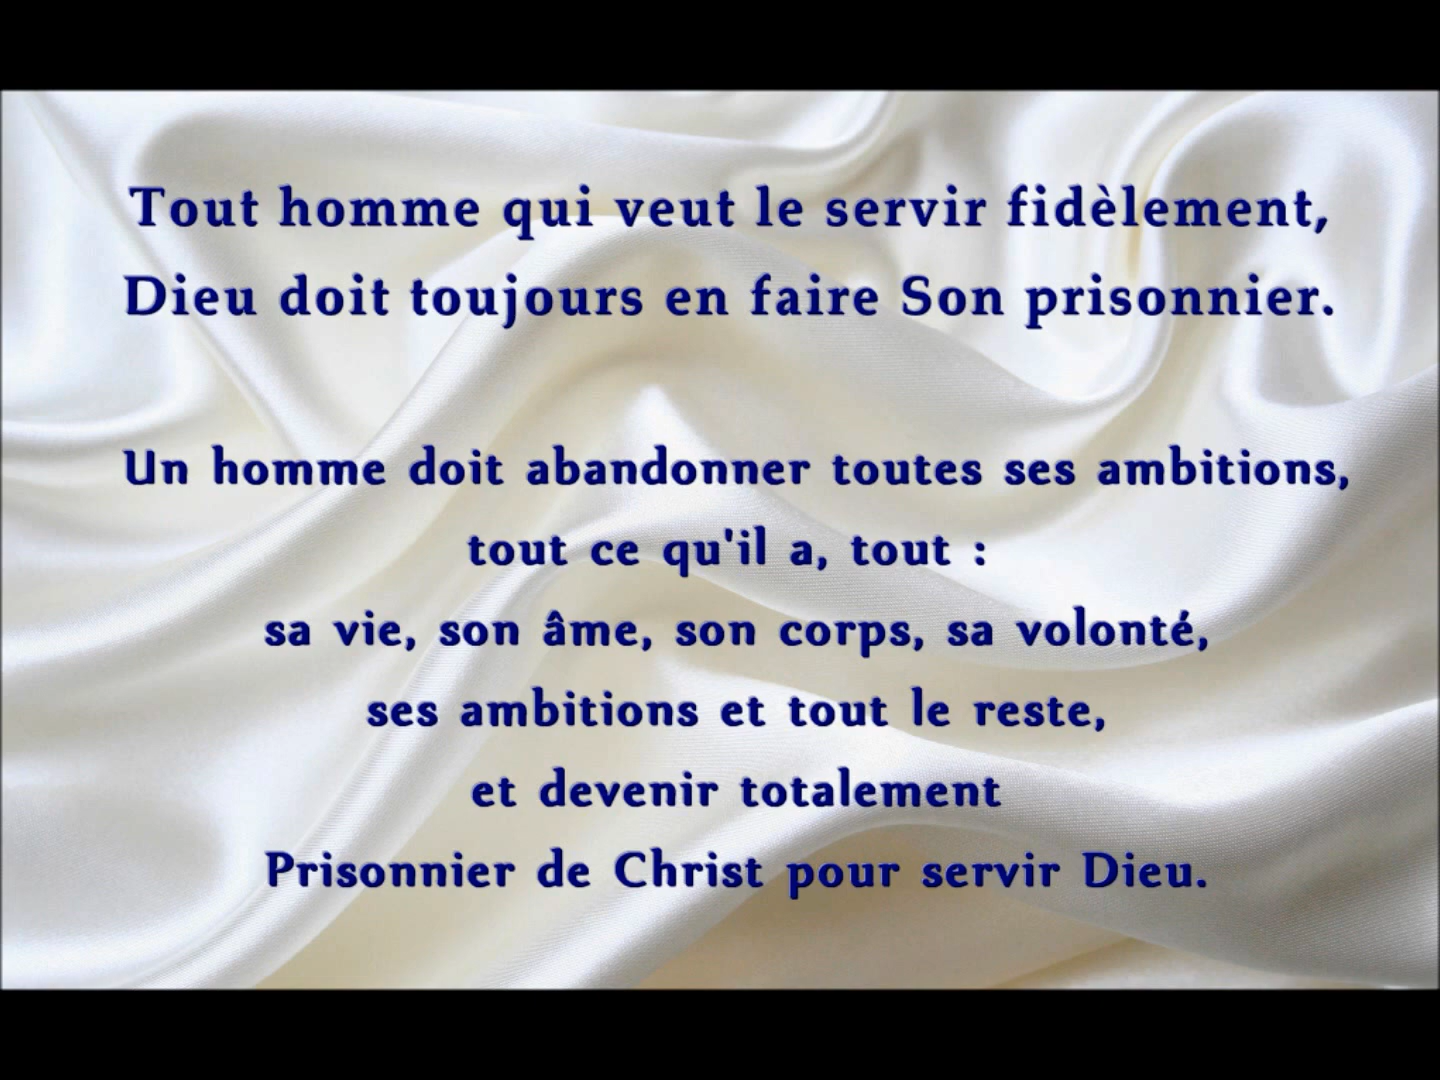 Tout homme qui veut le servir fidèlement,
Dieu doit toujours en faire Son prisonnier.
Un homme doit abandonner toutes ses ambitions,
tout ce qu'il a, tout :
sa vie, son âme, son corps, sa volonté,
ses ambitions et tout le reste,
et devenir totalement
Prisonnier de Christ pour servir Dieu.